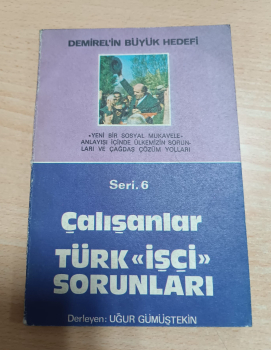 DEMİREL'İN BÜYÜK HEDEFİ
«YENİ BİR SOSYAL MUKAVELE»
ANLAYIŞI İÇİNDE ÜLKEMİZİN SORUN-
LARI VE ÇAĞDAŞ ÇÖZÜM YOLLARI
Seri. 6
Çalışanlar
TÜRK «İŞÇİ»
SORUNLARI
Derleyen: UĞUR GÜMÜŞTEKİN